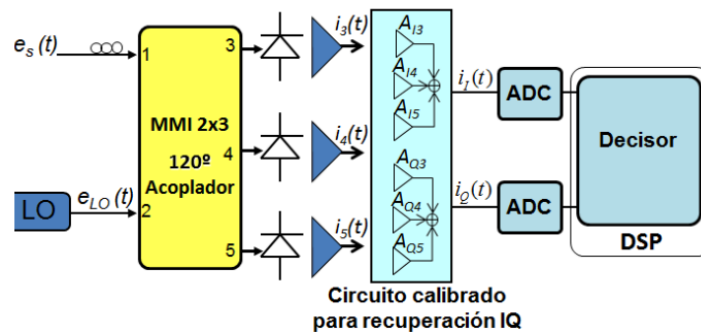 e_s (t)
1
LO
e_LO (t)
2
MMI 2x3
120º
Acoplador
3
4
5
i_3(t)
i_4(t)
i_5(t)
A_I3
A_I4
A_I5
A_Q3
A_Q4
A_Q5
Circuito calibrado
para recuperación IQ
i_I(t)
i_Q(t)
ADC
ADC
Decisor
DSP